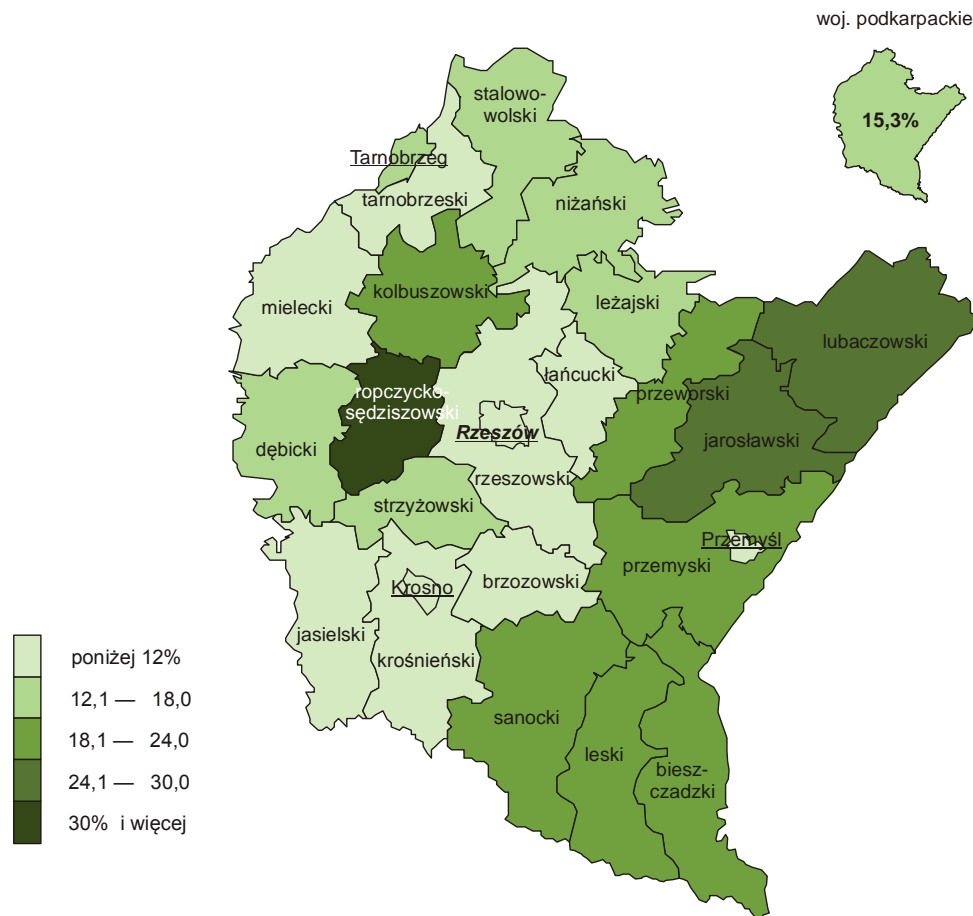 woj. podkarpackie
15,3%
stalowo-
wolski
Tarnobrzeg
tarnobrzeski
niżański
kolbuszowski
leżajski
mielecki
lubaczowski
łańcucki
ropczycko-
sędziszowski
przeworski
Rzeszów
jarosławski
dębicki
rzeszowski
strzyżowski
Przemyśl
przemyski
brzozowski
Krosno
jasielski
krośnieński
sanocki
leski
biesz-
czadzki
poniżej 12%
12,1 — 18,0
18,1 — 24,0
24,1 — 30,0
30% i więcej